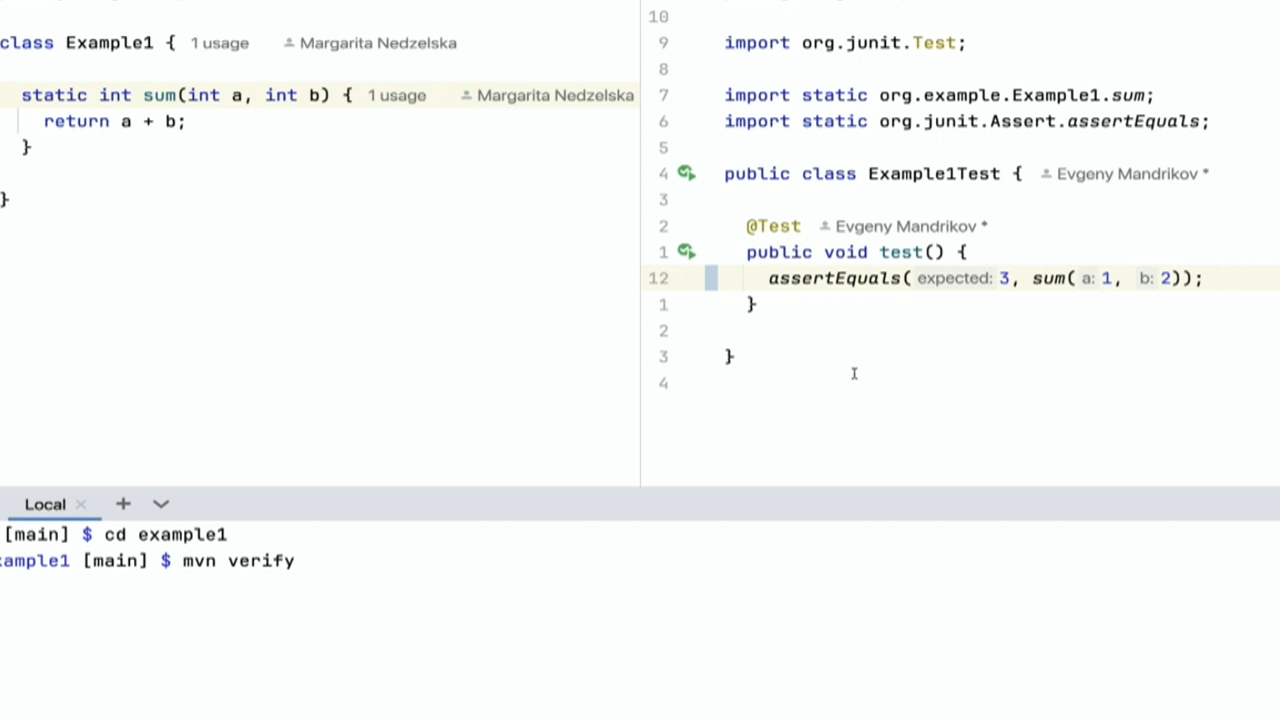 class Example1 { 1 usage Margarita Nedzelska
static int sum(int a, int b) { 1 usage Margarita Nedzelska
return a + b;
}
}
10
9 import org.junit.Test;
8
7 import static org.example.Example1.sum;
6 import static org.junit.Assert.assertEquals;
5
4 public class Example1Test { Evgeny Mandrikov *
3
2 @Test Evgeny Mandrikov *
1 public void test() {
12 assertEquals( expected: 3, sum( a: 1, b: 2));
1 }
2
3 }
4
Local
[main] $ cd example1
ample1 [main] $ mvn verify